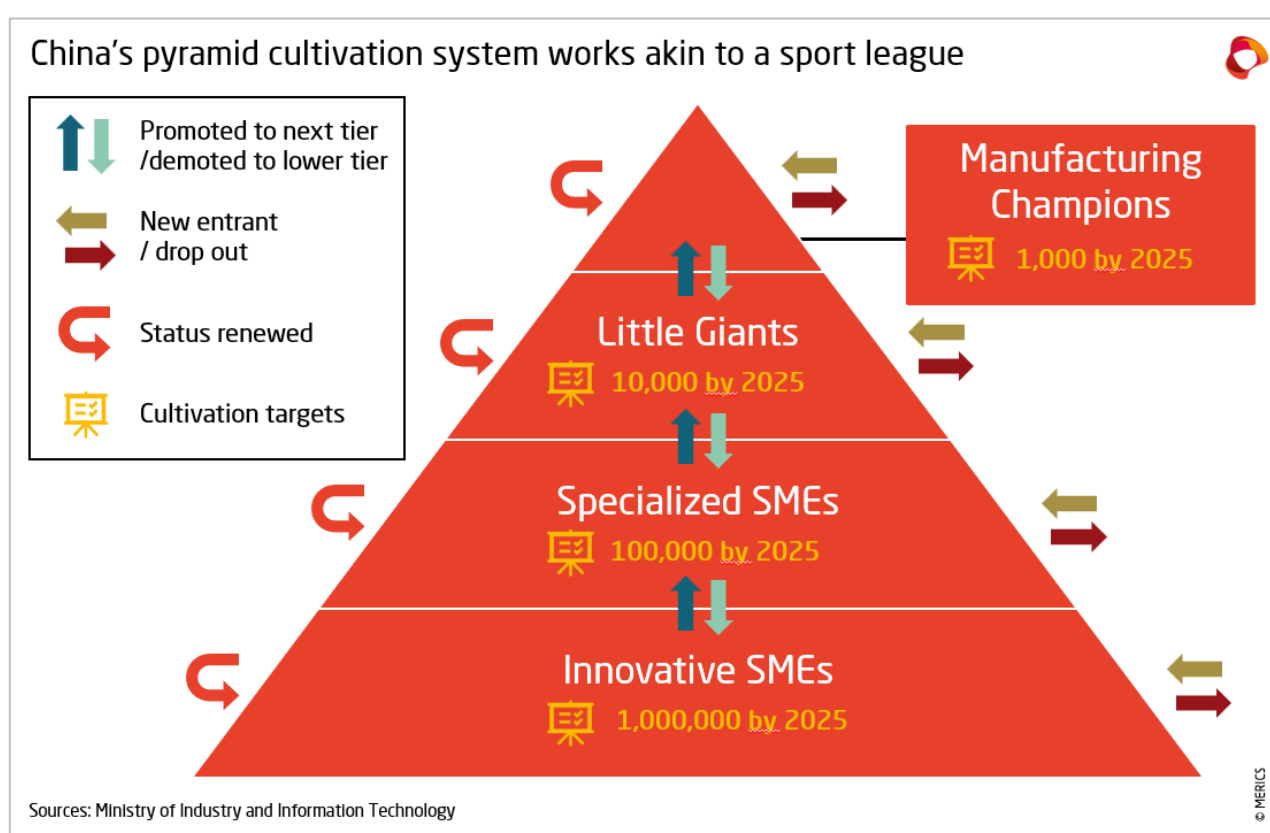 China's pyramid cultivation system works akin to a sport league
Promoted to next tier
/demoted to lower tier
New entrant
/ drop out
Status renewed
Cultivation targets
Manufacturing
Champions
1,000 by 2025
Little Giants
10,000 by 2025
Specialized SMEs
100,000 by 2025
Innovative SMEs
1,000,000 by 2025
Sources: Ministry of Industry and Information Technology
© MERICS